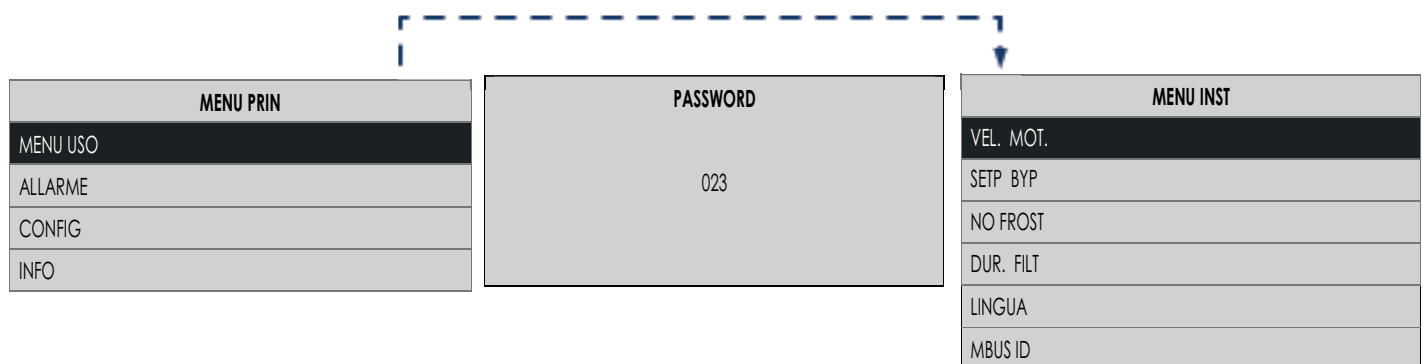 MENU PRIN
MENU USO
ALLARME
CONFIG
INFO
PASSWORD
023
MENU INST
VEL. MOT.
SETP BYP
NO FROST
DUR. FILT
LINGUA
MBUS ID